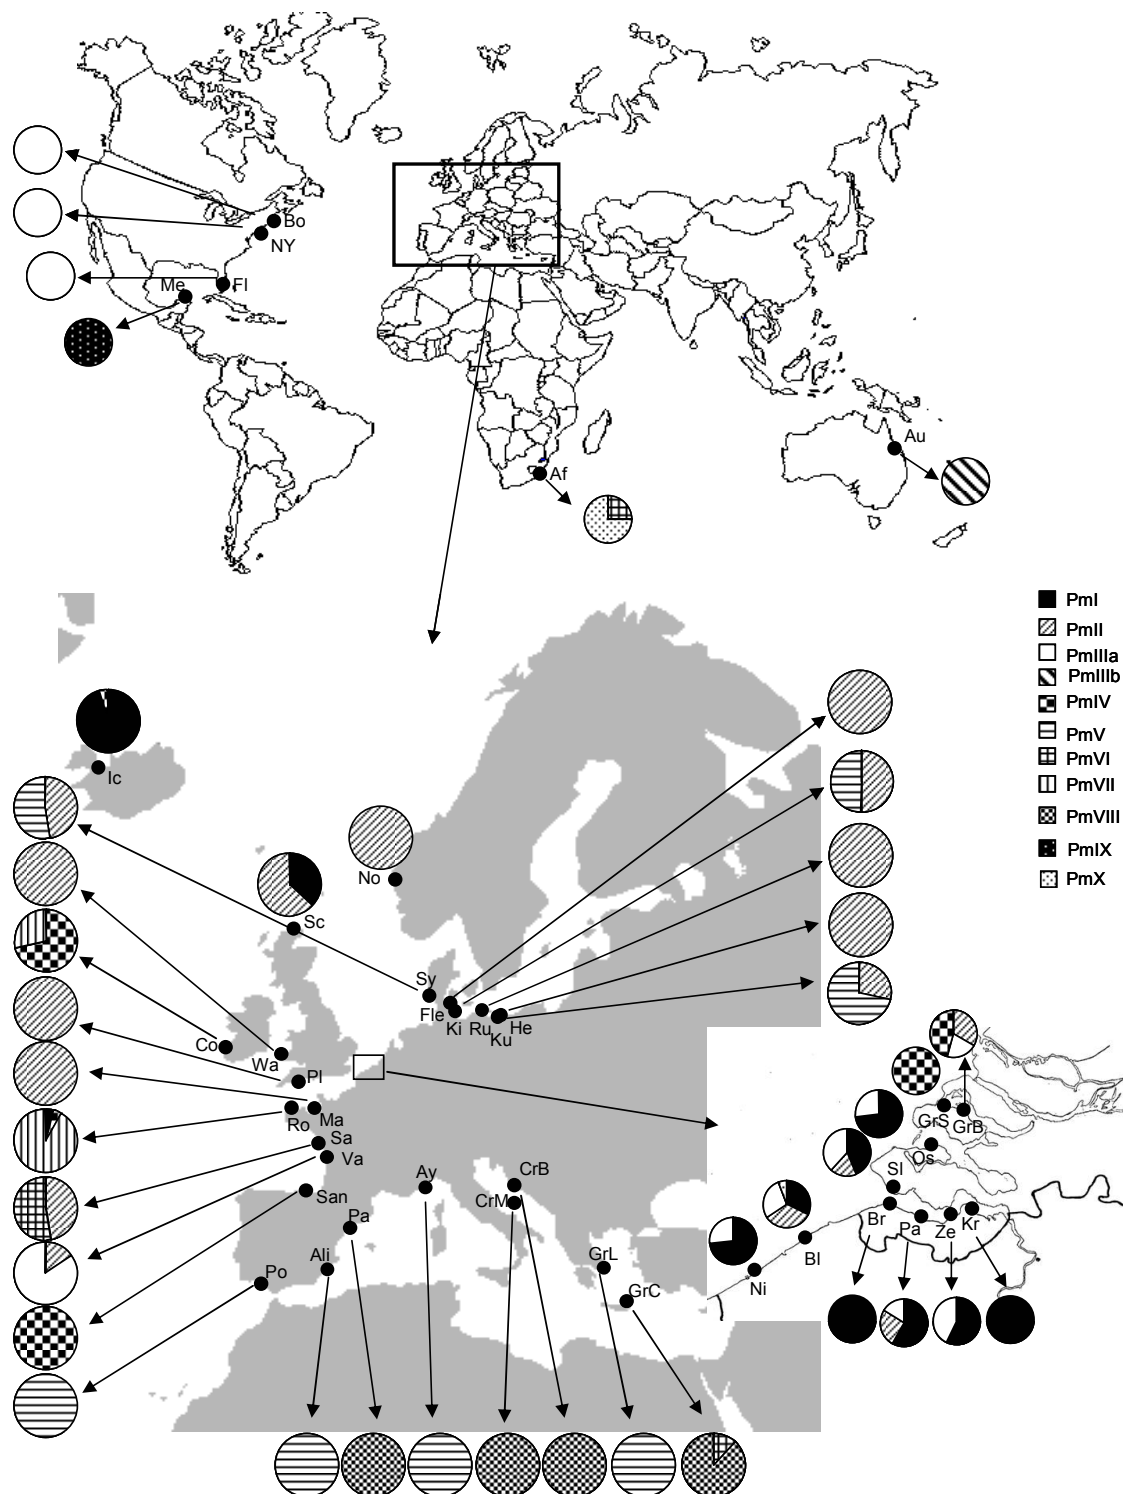 Bo
NY
Me
Fl
Au
Af
PmI
PmII
PmIIIa
PmIIIb
PmIV
PmV
PmVI
PmVII
PmVIII
PmIX
PmX
Ic
No
Sc
Sy
Fle
Ki
Ru
He
Ku
Co
Wa
Pl
Ro
Ma
Sa
Va
San
Ay
CrB
CrM
Pa
Ali
Po
GrL
GrC
GrS
GrB
Os
Sl
Br
Pa
Ze
Kr
Bl
Ni